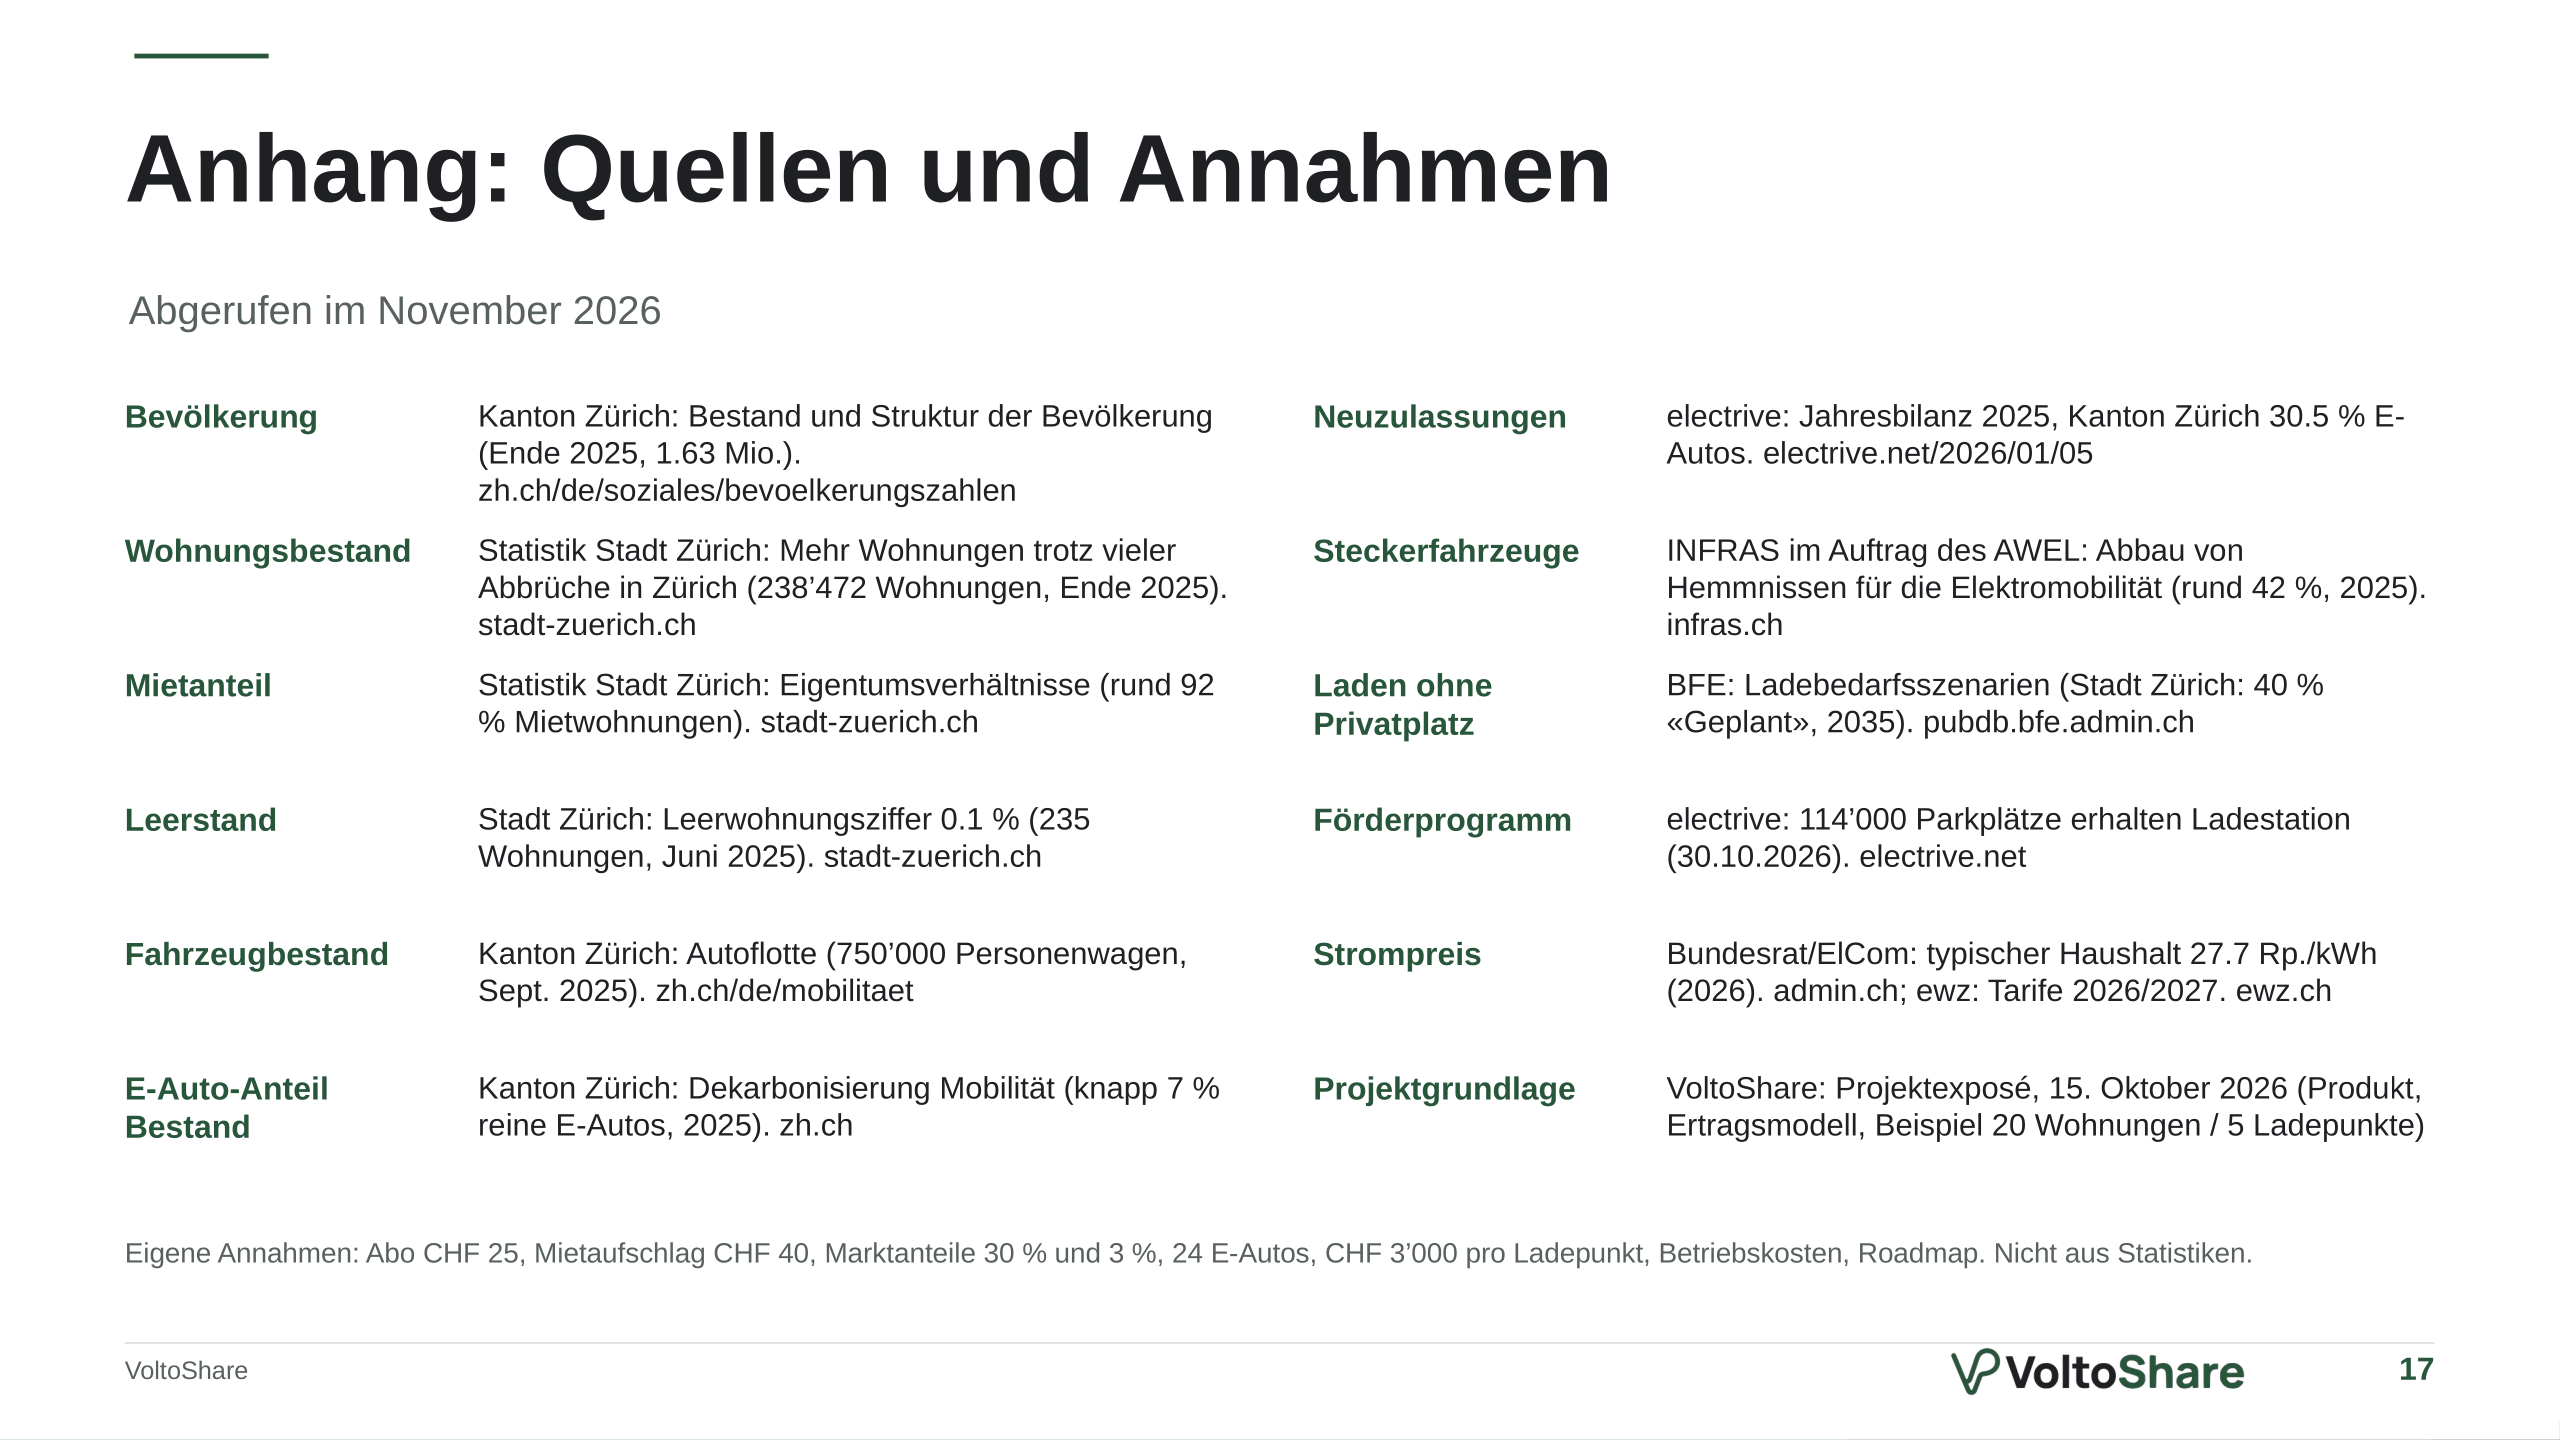 Anhang: Quellen und Annahmen
Abgerufen im November 2026
Bevölkerung
Kanton Zürich: Bestand und Struktur der Bevölkerung
(Ende 2025, 1.63 Mio.).
zh.ch/de/soziales/bevoelkerungszahlen
Wohnungsbestand
Statistik Stadt Zürich: Mehr Wohnungen trotz vieler
Abbrüche in Zürich (238’472 Wohnungen, Ende 2025).
stadt-zuerich.ch
Mietanteil
Statistik Stadt Zürich: Eigentumsverhältnisse (rund 92
% Mietwohnungen). stadt-zuerich.ch
Leerstand
Stadt Zürich: Leerwohnungsziffer 0.1 % (235
Wohnungen, Juni 2025). stadt-zuerich.ch
Fahrzeugbestand
Kanton Zürich: Autoflotte (750’000 Personenwagen,
Sept. 2025). zh.ch/de/mobilitaet
E-Auto-Anteil
Bestand
Kanton Zürich: Dekarbonisierung Mobilität (knapp 7 %
reine E-Autos, 2025). zh.ch
Neuzulassungen
electrive: Jahresbilanz 2025, Kanton Zürich 30.5 % E-
Autos. electrive.net/2026/01/05
Steckerfahrzeuge
INFRAS im Auftrag des AWEL: Abbau von
Hemmnissen für die Elektromobilität (rund 42 %, 2025).
infras.ch
Laden ohne
Privatplatz
BFE: Ladebedarfsszenarien (Stadt Zürich: 40 %
«Geplant», 2035). pubdb.bfe.admin.ch
Förderprogramm
electrive: 114’000 Parkplätze erhalten Ladestation
(30.10.2026). electrive.net
Strompreis
Bundesrat/ElCom: typischer Haushalt 27.7 Rp./kWh
(2026). admin.ch; ewz: Tarife 2026/2027. ewz.ch
Projektgrundlage
VoltoShare: Projektexposé, 15. Oktober 2026 (Produkt,
Ertragsmodell, Beispiel 20 Wohnungen / 5 Ladepunkte)
Eigene Annahmen: Abo CHF 25, Mietaufschlag CHF 40, Marktanteile 30 % und 3 %, 24 E-Autos, CHF 3’000 pro Ladepunkt, Betriebskosten, Roadmap. Nicht aus Statistiken.
VoltoShare
VoltoShare
17